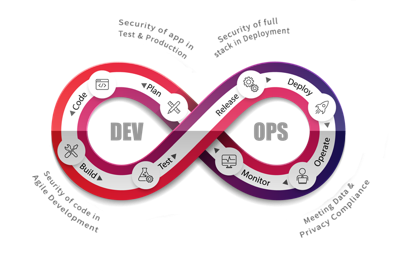 Security of app in
Test & Production
Security of full
stack in Deployment
Plan
Code
Build
Test
Release
Deploy
Operate
Monitor
DEV
OPS
Seurity of code in
Agile Development
Meeting Data &
Privacy Compliance